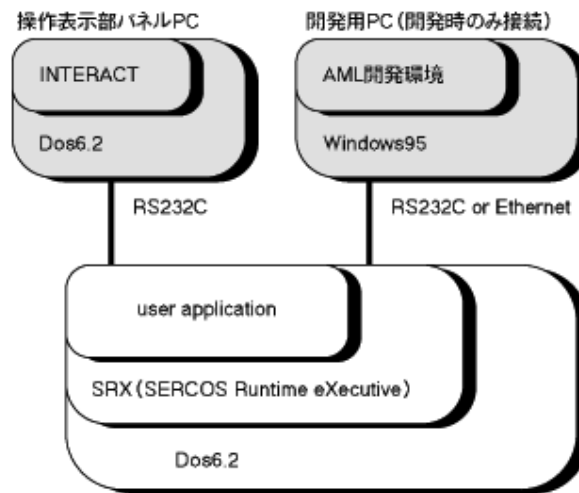 操作表示部パネルPC
開発用PC(開発時のみ接続)
INTERACT
AML開発環境
Dos6.2
Windows95
RS232C
RS232C or Ethernet
user application
SRX(SERCOS Runtime eXecutive)
Dos6.2